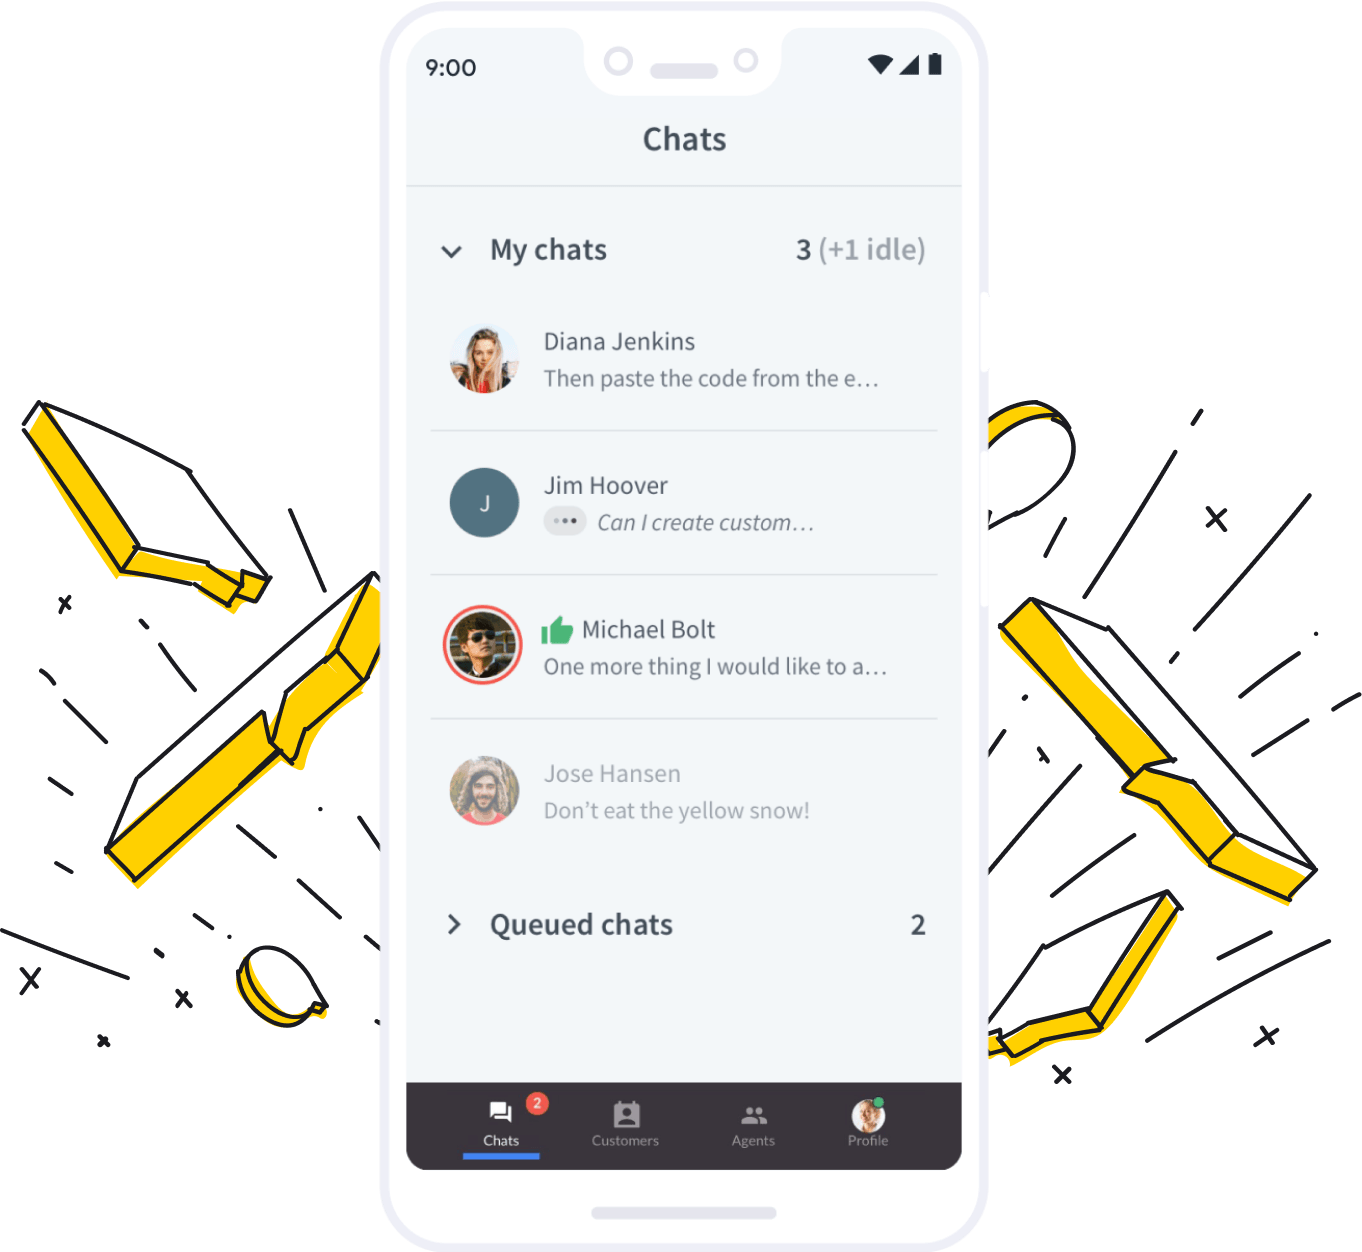 9:00
Chats
My chats 3 (+1 idle)
Diana Jenkins
Then paste the code from the e…
J
Jim Hoover
Can I create custom…
Michael Bolt
One more thing I would like to a…
Jose Hansen
Don’t eat the yellow snow!
Queued chats 2
2
Chats Customers Agents Profile